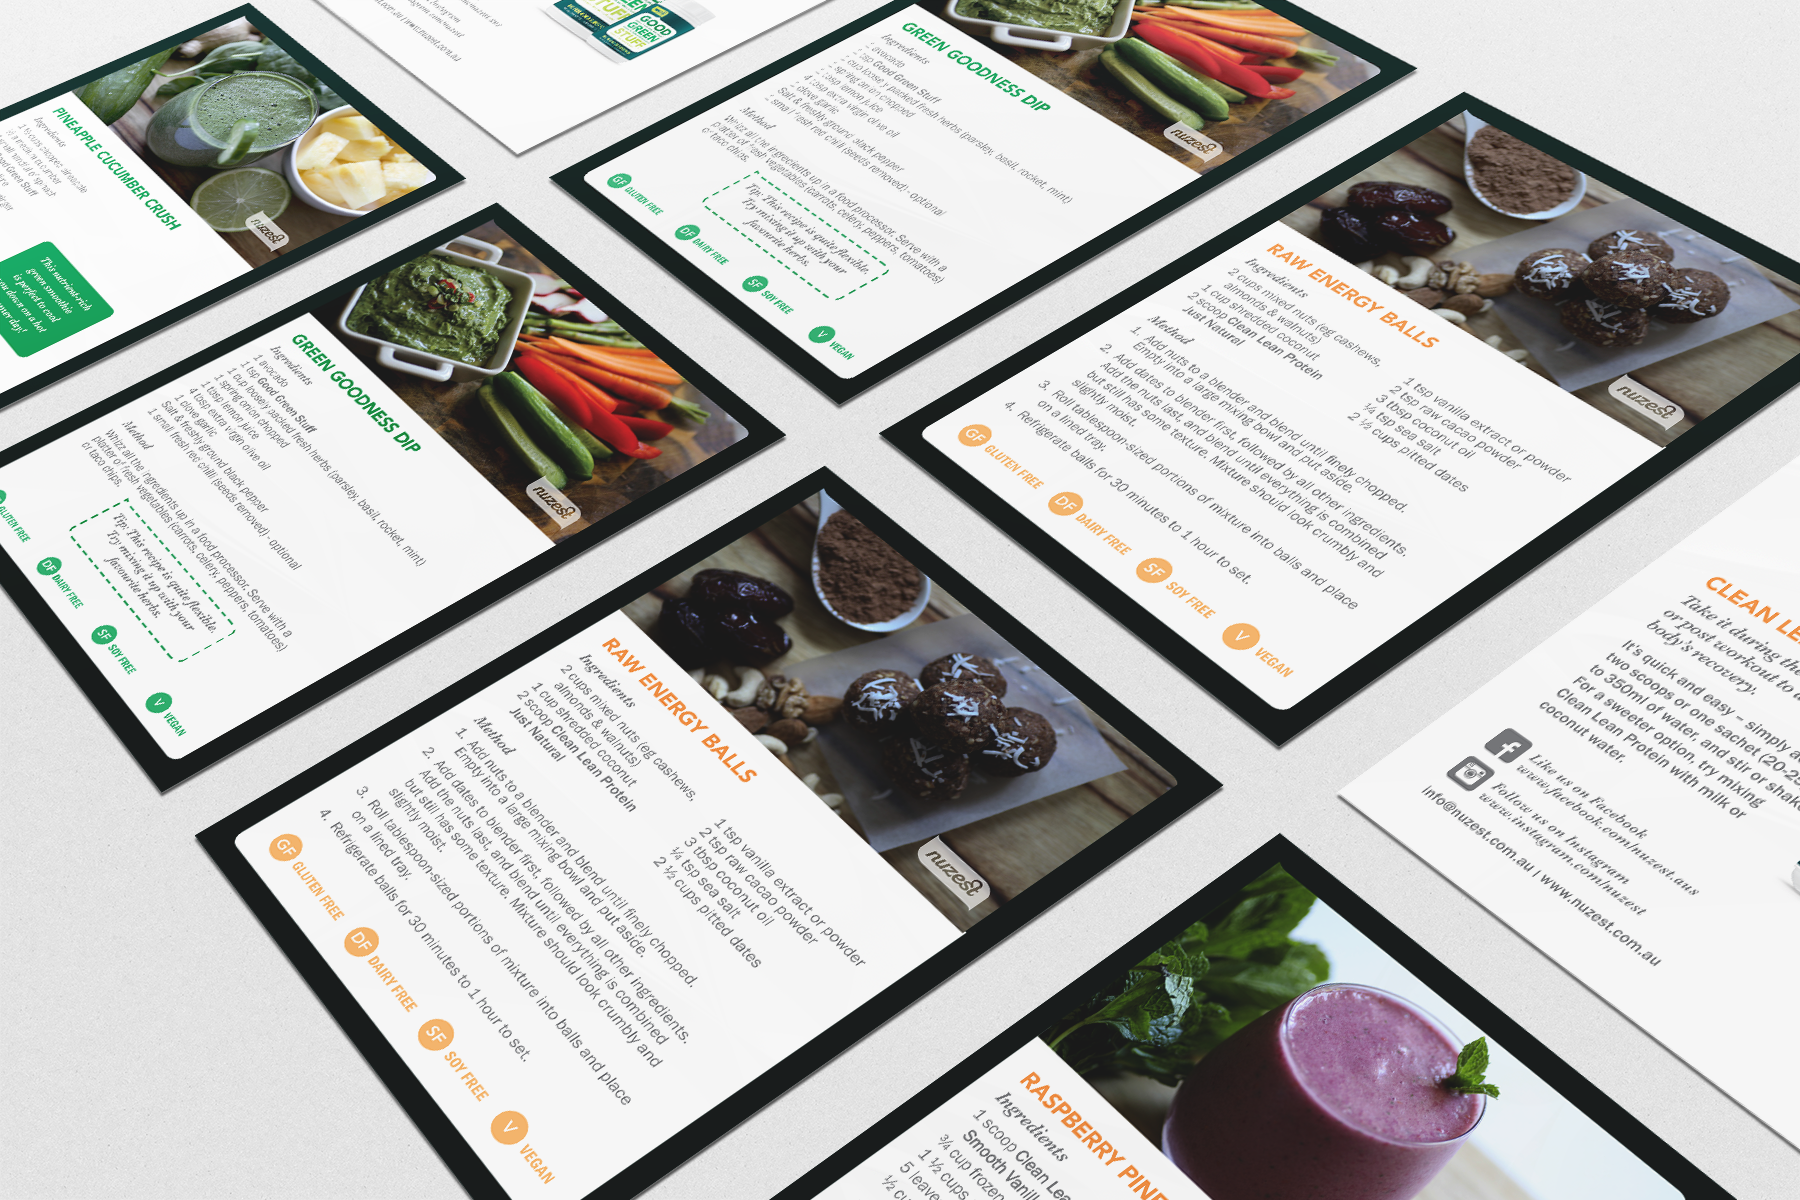 PINEAPPLE CUCUMBER CRUSH
Ingredients
Good Green Stuff
This nutrient-rich
green smoothie
is perfect to cool
you down on a hot
nuzest
www.nuzest.com.au
GOOD
GREEN
STUFF
GREEN GOODNESS DIP
Ingredients
1 avocado
1 tsp Good Green Stuff
1 cup loosely packed fresh herbs (parsley, basil, rocket, mint)
1 spring onion chopped
1 tbsp lemon juice
4 tbsp extra virgin olive oil
1 clove garlic
Salt & freshly ground black pepper
1 small fresh red chilli (seeds removed) - optional
Method
Whizz all the ingredients up in a food processor. Serve with a
platter of fresh vegetables (carrots, celery, peppers, tomatoes)
or taco chips.
Tip: This recipe is quite flexible.
Try mixing it up with your
favourite herbs.
GF GLUTEN FREE
DF DAIRY FREE
SF SOY FREE
V VEGAN
nuzest
RAW ENERGY BALLS
Ingredients
2 cups mixed nuts (eg cashews,
almonds & walnuts)
1 cup shredded coconut
2 scoop Clean Lean Protein
Just Natural
1 tsp vanilla extract or powder
2 tsp raw cacao powder
3 tbsp coconut oil
¼ tsp sea salt
2 ½ cups pitted dates
Method
1. Add nuts to a blender and blend until finely chopped.
Empty into a large mixing bowl and put aside.
2. Add dates to blender first, followed by all other ingredients.
Add the nuts last, and blend until everything is combined
but still has some texture. Mixture should look crumbly and
slightly moist.
3. Roll tablespoon-sized portions of mixture into balls and place
on a lined tray.
4. Refrigerate balls for 30 minutes to 1 hour to set.
GF GLUTEN FREE
DF DAIRY FREE
SF SOY FREE
V VEGAN
nuzest
GREEN GOODNESS DIP
Ingredients
1 avocado
1 tsp Good Green Stuff
1 cup loosely packed fresh herbs (parsley, basil, rocket, mint)
1 spring onion chopped
1 tbsp lemon juice
4 tbsp extra virgin olive oil
1 clove garlic
Salt & freshly ground black pepper
1 small fresh red chilli (seeds removed) - optional
Method
Whizz all the ingredients up in a food processor. Serve with a
platter of fresh vegetables (carrots, celery, peppers, tomatoes)
or taco chips.
Tip: This recipe is quite flexible.
Try mixing it up with your
favourite herbs.
GLUTEN FREE
DF DAIRY FREE
SF SOY FREE
V VEGAN
nuzest
RAW ENERGY BALLS
Ingredients
2 cups mixed nuts (eg cashews,
almonds & walnuts)
1 cup shredded coconut
2 scoop Clean Lean Protein
Just Natural
1 tsp vanilla extract or powder
2 tsp raw cacao powder
3 tbsp coconut oil
¼ tsp sea salt
2 ½ cups pitted dates
Method
1. Add nuts to a blender and blend until finely chopped.
Empty into a large mixing bowl and put aside.
2. Add dates to blender first, followed by all other ingredients.
Add the nuts last, and blend until everything is combined
but still has some texture. Mixture should look crumbly and
slightly moist.
3. Roll tablespoon-sized portions of mixture into balls and place
on a lined tray.
4. Refrigerate balls for 30 minutes to 1 hour to set.
GF GLUTEN FREE
DF DAIRY FREE
SF SOY FREE
V VEGAN
nuzest
CLEAN LE
Take it during the
or post workout to
body's recovery.
It's quick and easy – simply a
two scoops or one sachet (20-25
to 350ml of water, and stir or shake
For a sweeter option, try mixing
Clean Lean Protein with milk or
coconut water.
Like us on Facebook
www.facebook.com/nuzest.aus
Follow us on Instagram
www.instagram.com/nuzest
info@nuzest.com.au | www.nuzest.com.au
RASPBERRY PINE
Ingredients
1 scoop Clean Lea
Smooth Vanill
¾ cup frozen
1 ½ cups
5 leave
½ cu